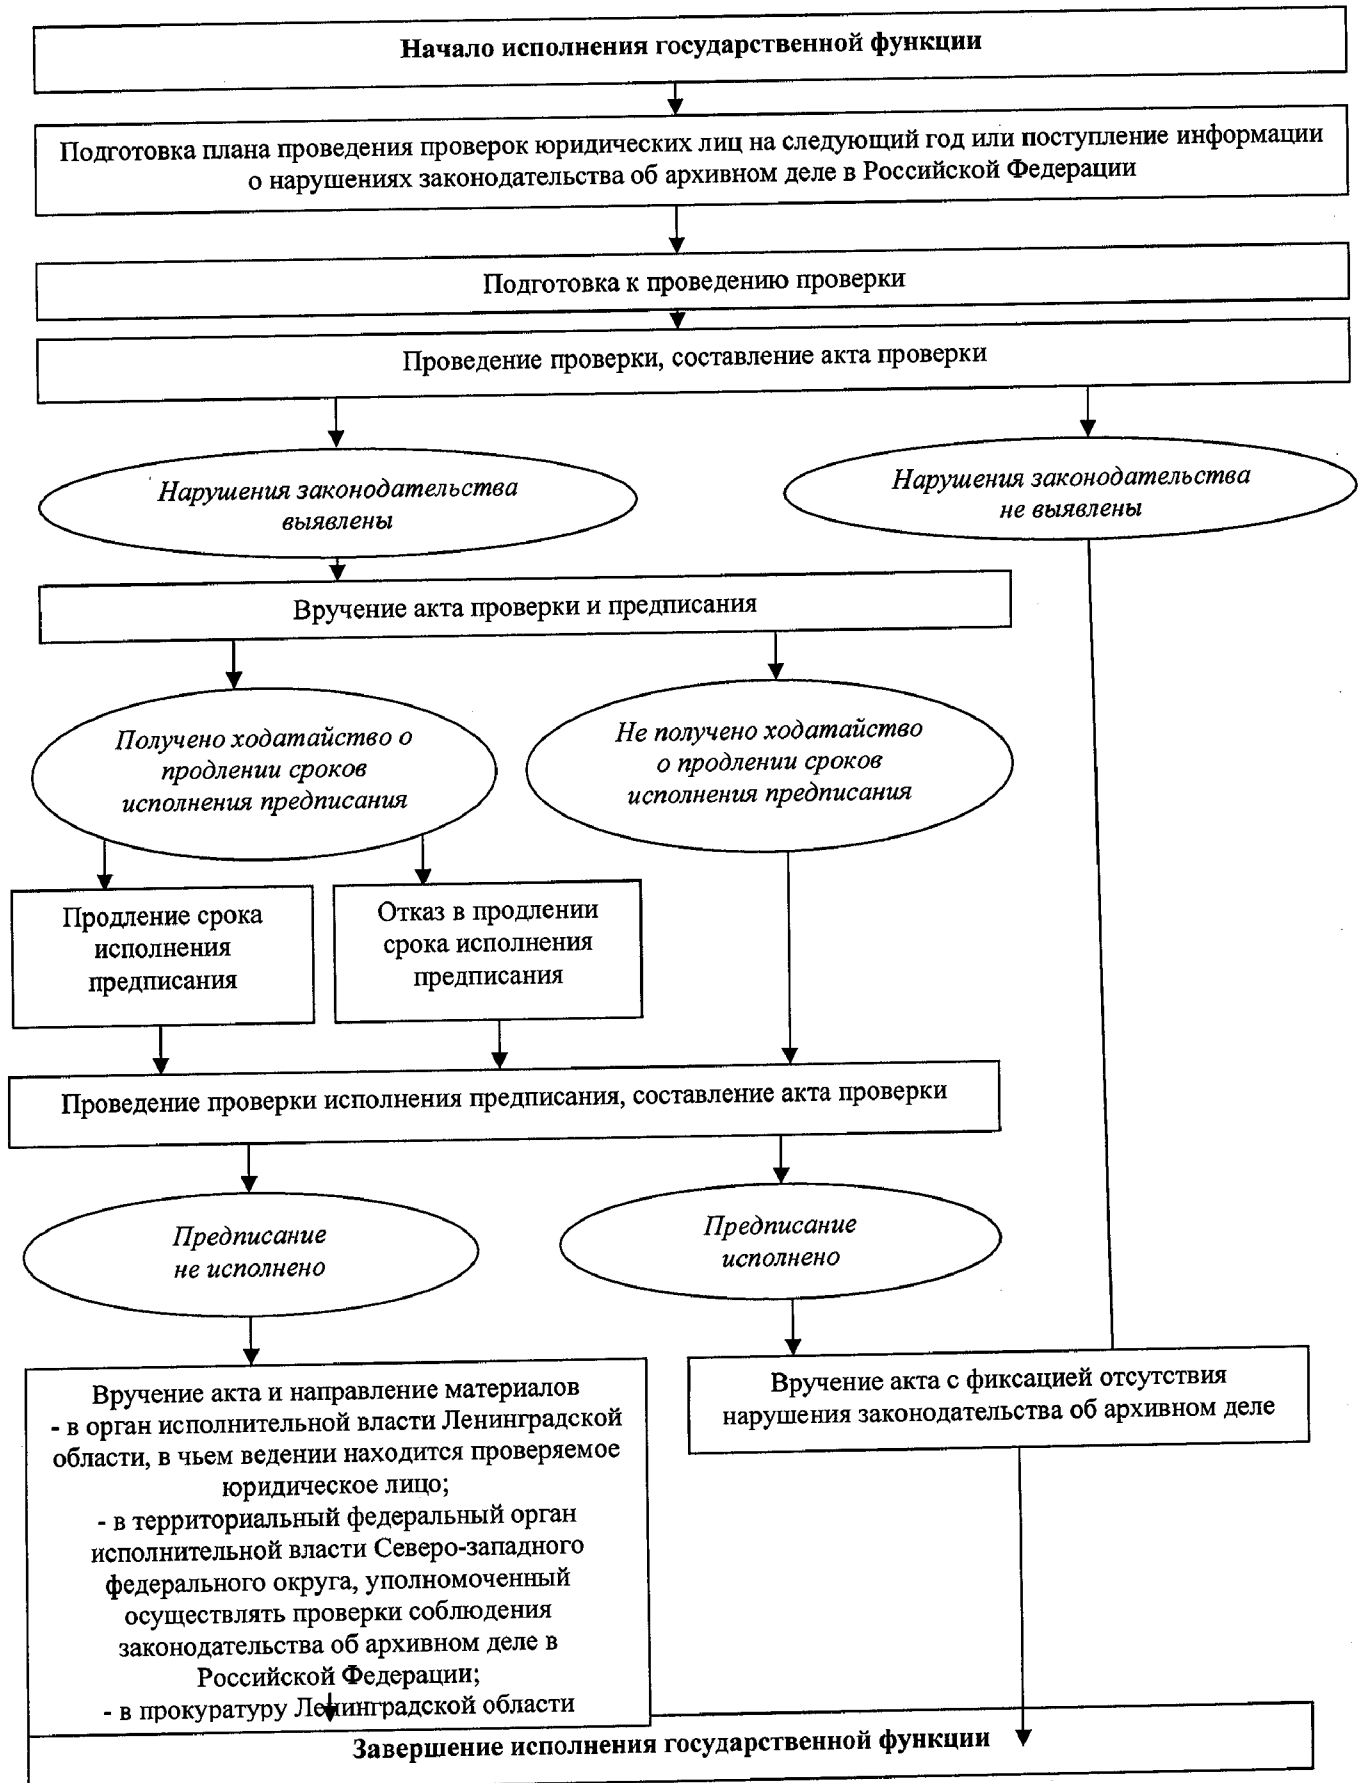 Начало исполнения государственной функции
Подготовка плана проведения проверок юридических лиц на следующий год или поступление информации
о нарушениях законодательства об архивном деле в Российской Федерации
Подготовка к проведению проверки
Проведение проверки, составление акта проверки
Нарушения законодательства
выявлены
Нарушения законодательства
не выявлены
Вручение акта проверки и предписания
Получено ходатайство о
продлении сроков
исполнения предписания
Не получено ходатайство
о продлении сроков
исполнения предписания
Продление срока
исполнения
предписания
Отказ в продлении
срока исполнения
предписания
Проведение проверки исполнения предписания, составление акта проверки
Предписание
не исполнено
Предписание
исполнено
Вручение акта и направление материалов
- в орган исполнительной власти Ленинградской
области, в чьем ведении находится проверяемое
юридическое лицо;
- в территориальный федеральный орган
исполнительной власти Северо-западного
федерального округа, уполномоченный
осуществлять проверки соблюдения
законодательства об архивном деле в
Российской Федерации;
- в прокуратуру Ленинградской области
Вручение акта с фиксацией отсутствия
нарушения законодательства об архивном деле
Завершение исполнения государственной функции